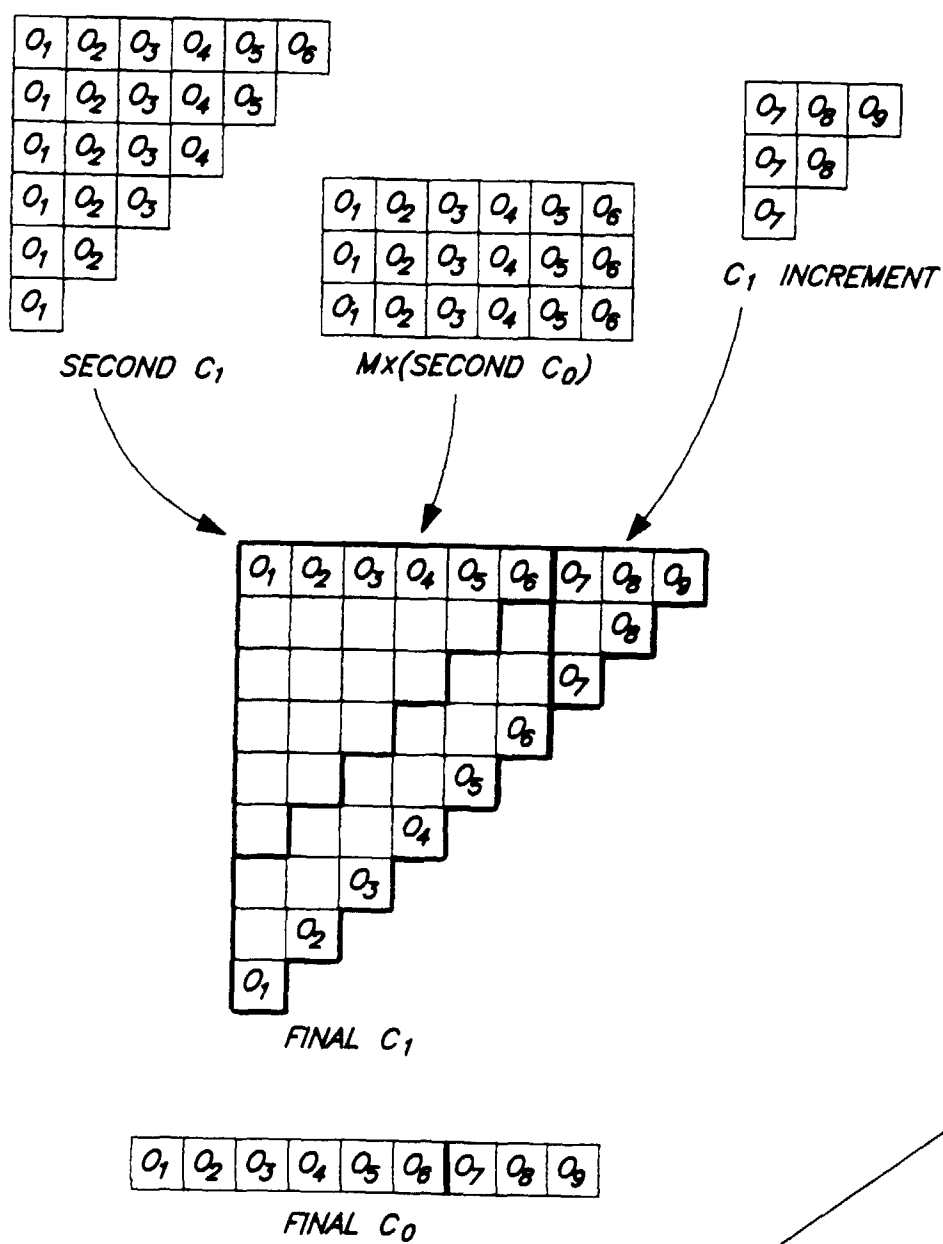 O₁ O₂ O₃ O₄ O₅ O₆
O₁ O₂ O₃ O₄ O₅
O₁ O₂ O₃ O₄
O₁ O₂ O₃
O₁ O₂
O₁
SECOND C₁
O₁ O₂ O₃ O₄ O₅ O₆
O₁ O₂ O₃ O₄ O₅ O₆
O₁ O₂ O₃ O₄ O₅ O₆
MX(SECOND C₀)
O₇ O₈ O₉
O₇ O₈
O₇
C₁ INCREMENT
O₁ O₂ O₃ O₄ O₅ O₆ O₇ O₈ O₉
O₈
O₇
O₆
O₅
O₄
O₃
O₂
O₁
FINAL C₁
O₁ O₂ O₃ O₄ O₅ O₆ O₇ O₈ O₉
FINAL C₀